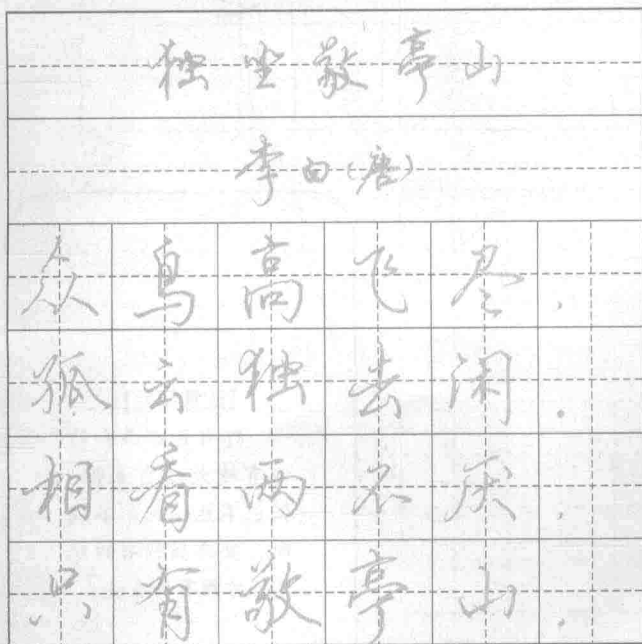 独坐敬亭山
李白(唐)
众鸟高飞尽.
孤云独去闲.
相看两不厌.
只有敬亭山.